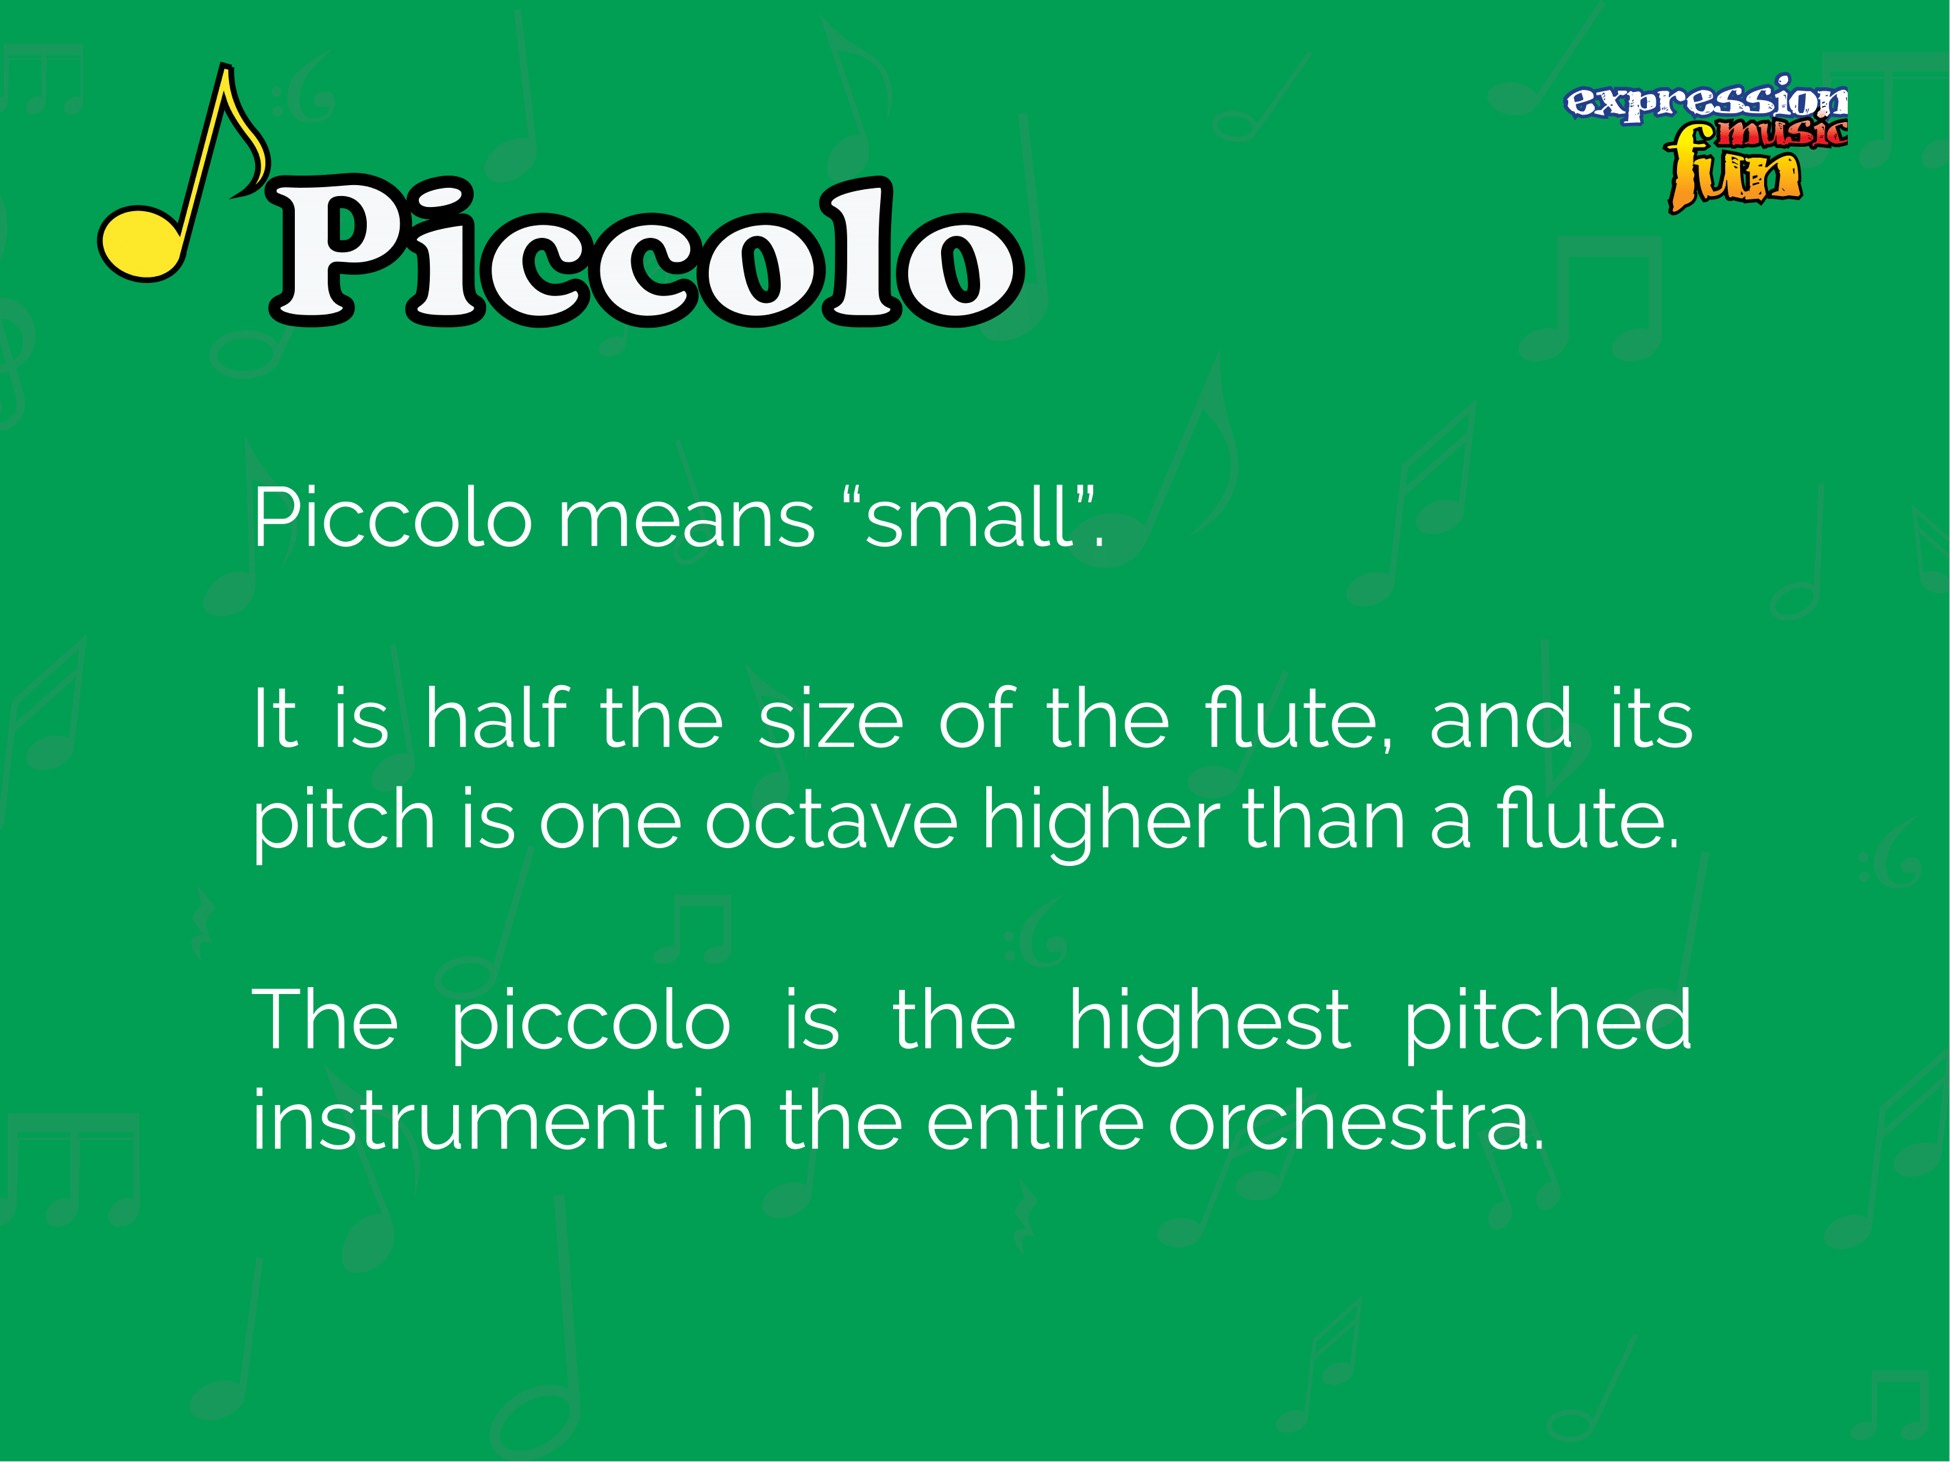 expression
music
fun
Piccolo
Piccolo means “small”.
It is half the size of the flute, and its
pitch is one octave higher than a flute.
The piccolo is the highest pitched
instrument in the entire orchestra.